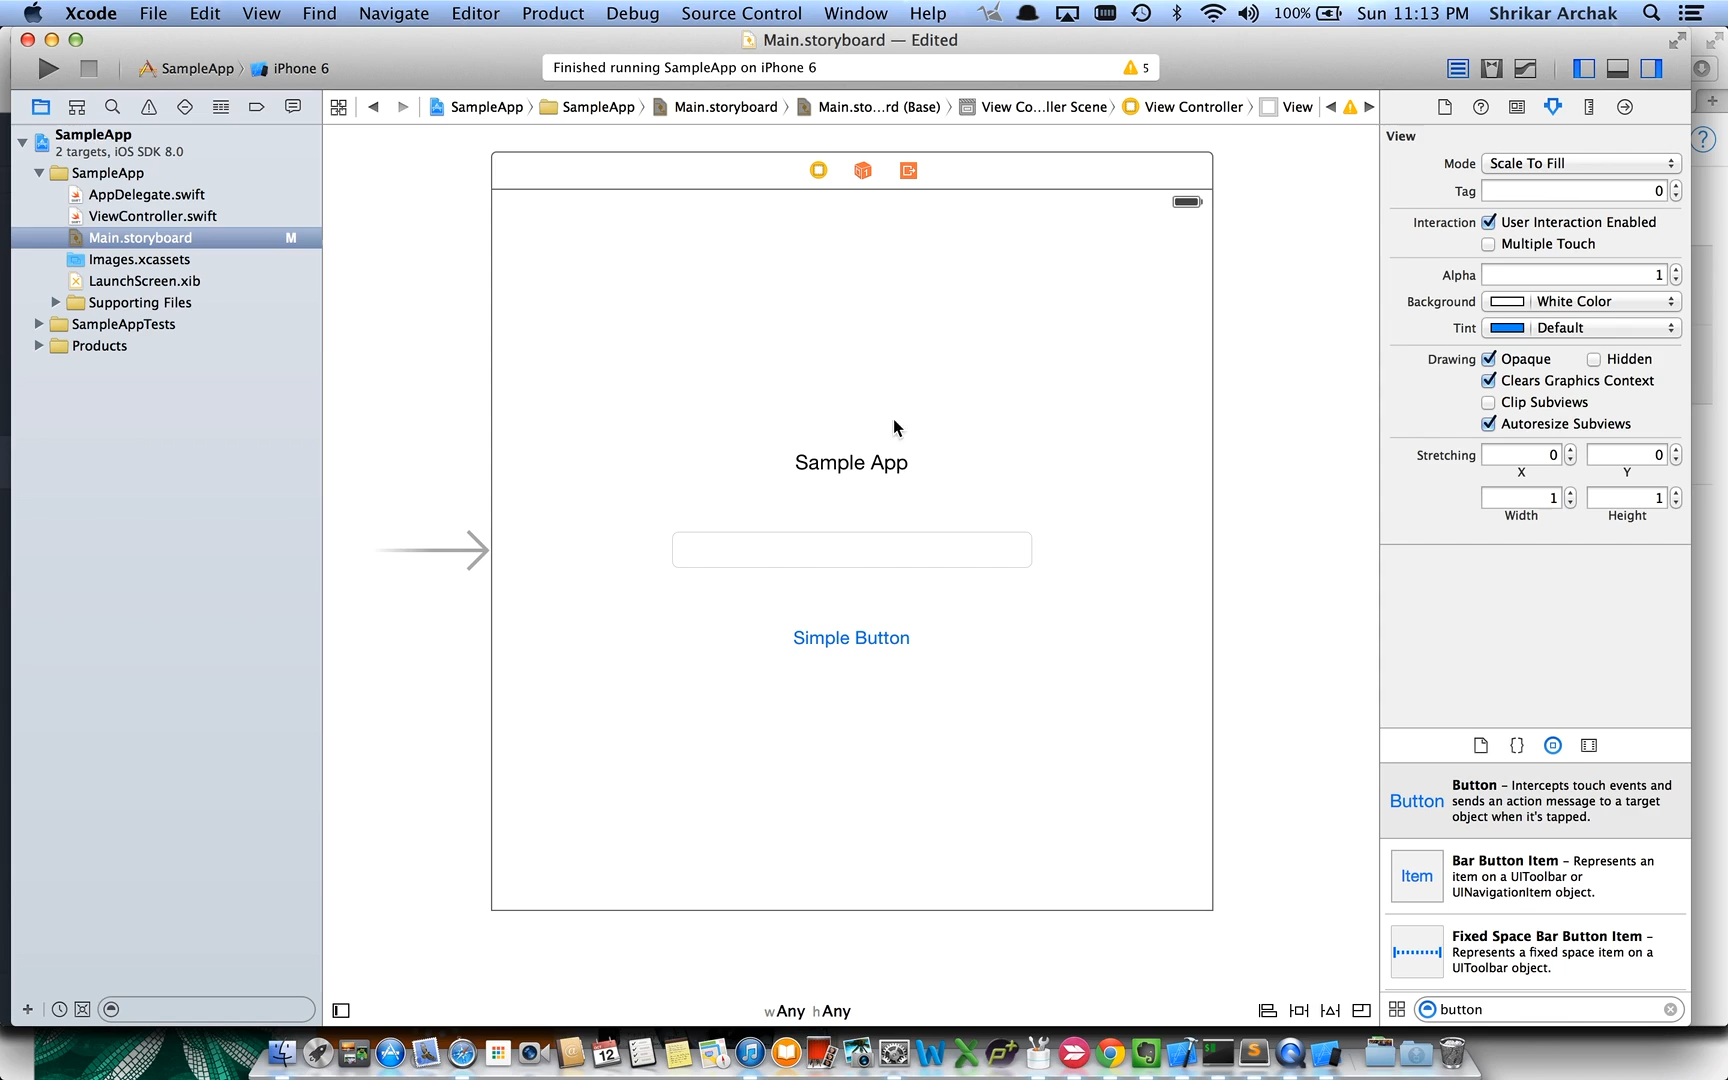 Xcode File Edit View Find Navigate Editor Product Debug Source Control Window Help 100% Sun 11:13 PM Shrikar Archak
Main.storyboard — Edited
SampleApp iPhone 6
Finished running SampleApp on iPhone 6
5
SampleApp
SampleApp
Main.storyboard
Main.sto...rd (Base)
View Co...ller Scene
View Controller
View
SampleApp
2 targets, iOS SDK 8.0
SampleApp
AppDelegate.swift
ViewController.swift
Main.storyboard M
Images.xcassets
LaunchScreen.xib
Supporting Files
SampleAppTests
Products
Sample App
Simple Button
wAny hAny
View
Mode Scale To Fill
Tag 0
Interaction User Interaction Enabled
Multiple Touch
Alpha 1
Background White Color
Tint Default
Drawing Opaque Hidden
Clears Graphics Context
Clip Subviews
Autoresize Subviews
Stretching 0 0
X Y
1 1
Width Height
Button
Button – Intercepts touch events and
sends an action message to a target
object when it's tapped.
Item
Bar Button Item – Represents an
item on a UIToolbar or
UINavigationItem object.
Fixed Space Bar Button Item –
Represents a fixed space item on a
UIToolbar object.
button
12